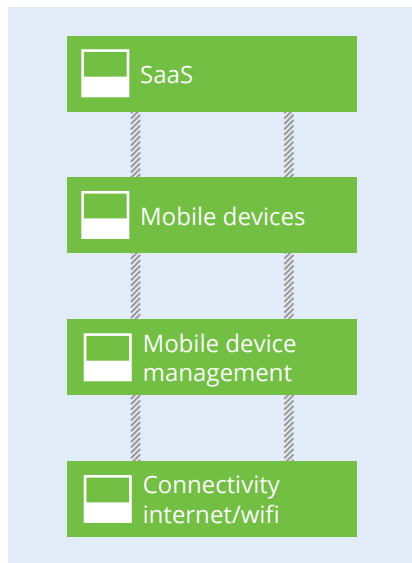 SaaS
Mobile devices
Mobile device
management
Connectivity
internet/wifi